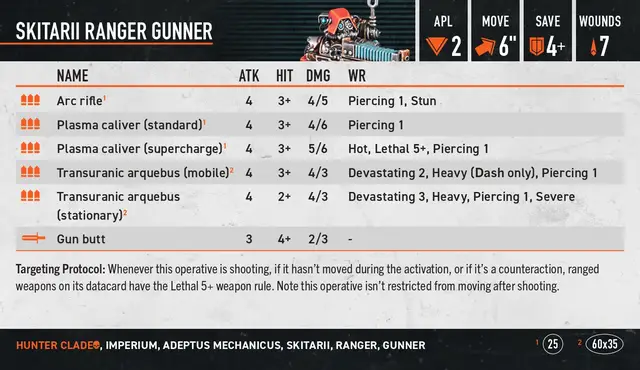 SKITARII RANGER GUNNER
APL MOVE SAVE WOUNDS
2 6" 4+ 7
NAME ATK HIT DMG WR
Arc rifle¹ 4 3+ 4/5 Piercing 1, Stun
Plasma caliver (standard)¹ 4 3+ 4/6 Piercing 1
Plasma caliver (supercharge)¹ 4 3+ 5/6 Hot, Lethal 5+, Piercing 1
Transuranic arquebus (mobile)² 4 3+ 4/3 Devastating 2, Heavy (Dash only), Piercing 1
Transuranic arquebus 4 2+ 4/3 Devastating 3, Heavy, Piercing 1, Severe
(stationary)²
Gun butt 3 4+ 2/3 -
Targeting Protocol: Whenever this operative is shooting, if it hasn't moved during the activation, or if it's a counteraction, ranged
weapons on its datacard have the Lethal 5+ weapon rule. Note this operative isn't restricted from moving after shooting.
HUNTER CLADE, IMPERIUM, ADEPTUS MECHANICUS, SKITARII, RANGER, GUNNER
¹ 25 ² 60x35